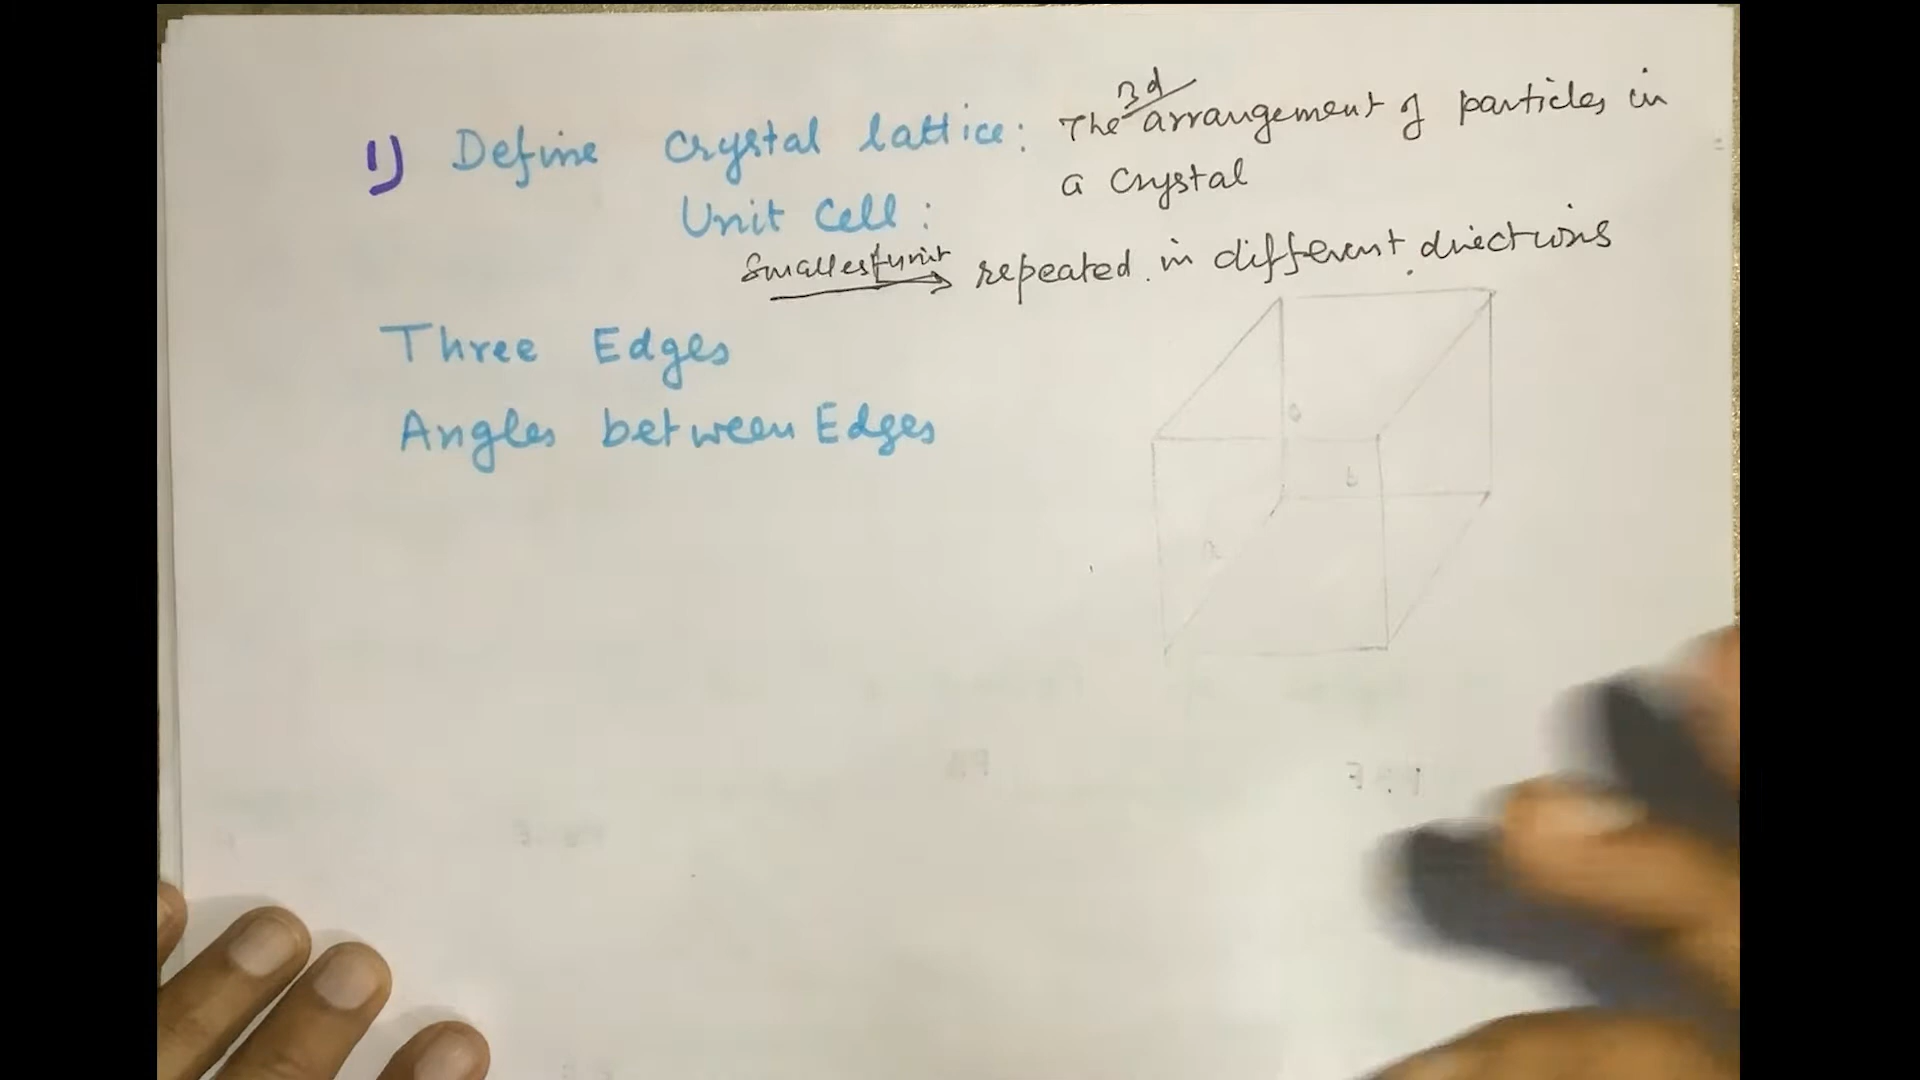 1) Define Crystal lattice: The 3d arrangement of particles in
a Crystal
Unit Cell:
Smallest unit repeated in different directions
Three Edges
Angles between Edges